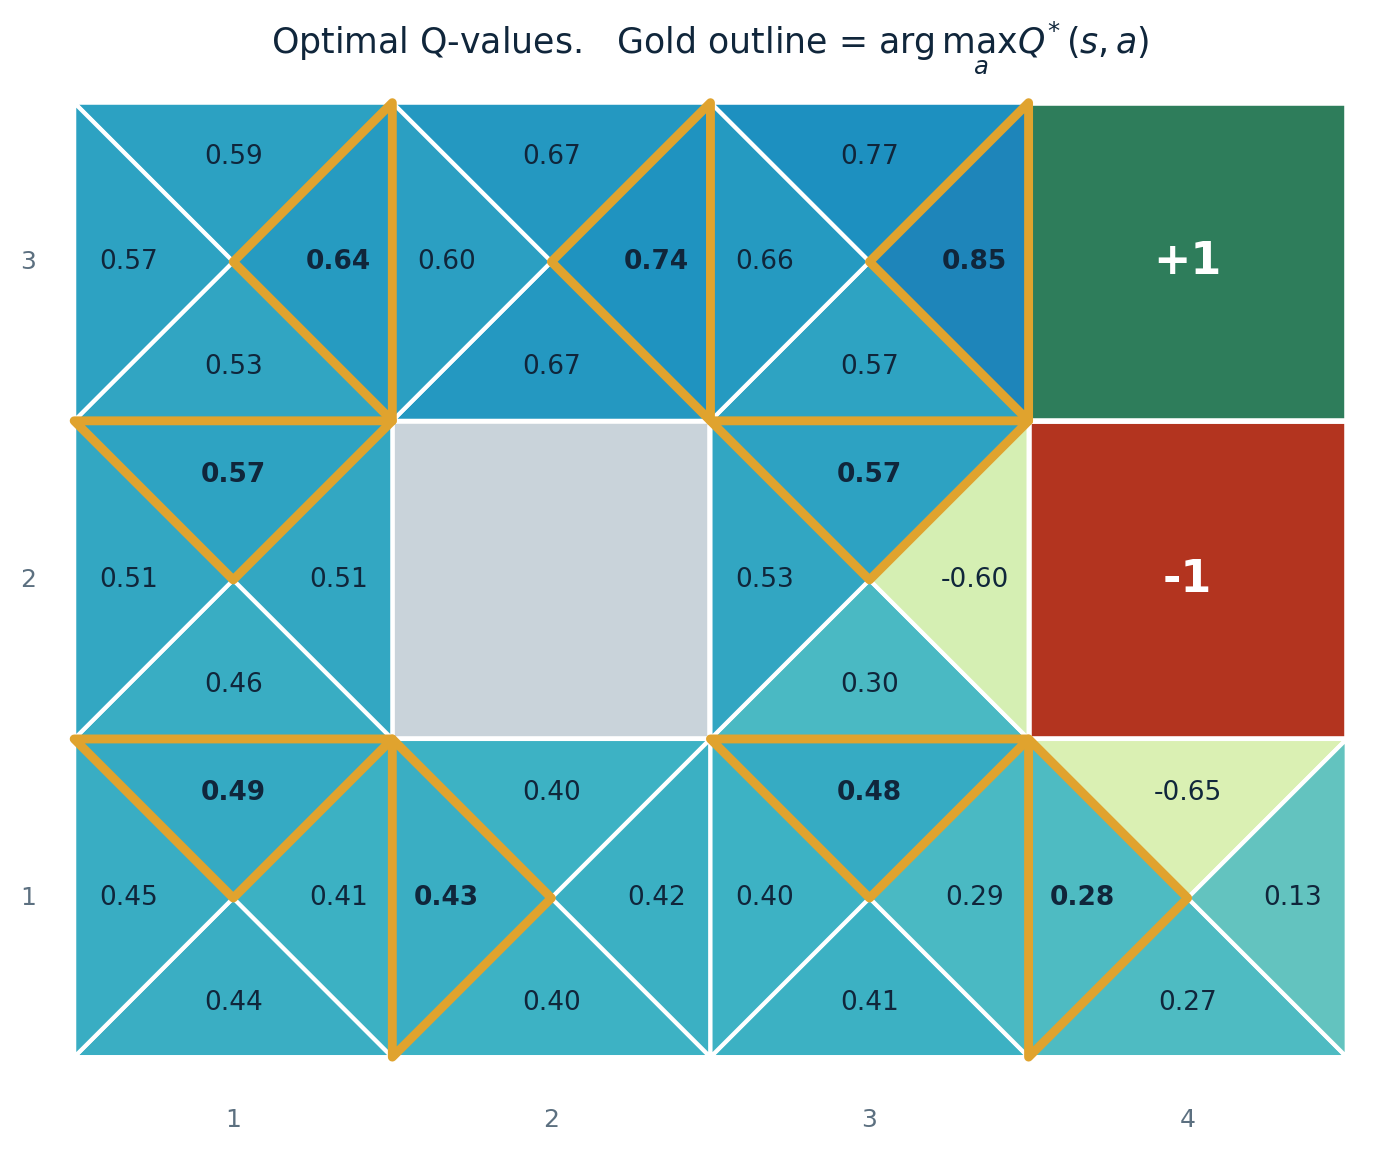 Optimal Q-values. Gold outline = arg max Q*(s, a)
a
0.59 0.67 0.77
3 0.57 0.64 0.60 0.74 0.66 0.85 +1
0.53 0.67 0.57
0.57 0.57
2 0.51 0.51 0.53 -0.60 -1
0.46 0.30
0.49 0.40 0.48 -0.65
1 0.45 0.41 0.43 0.42 0.40 0.29 0.28 0.13
0.44 0.40 0.41 0.27
1 2 3 4